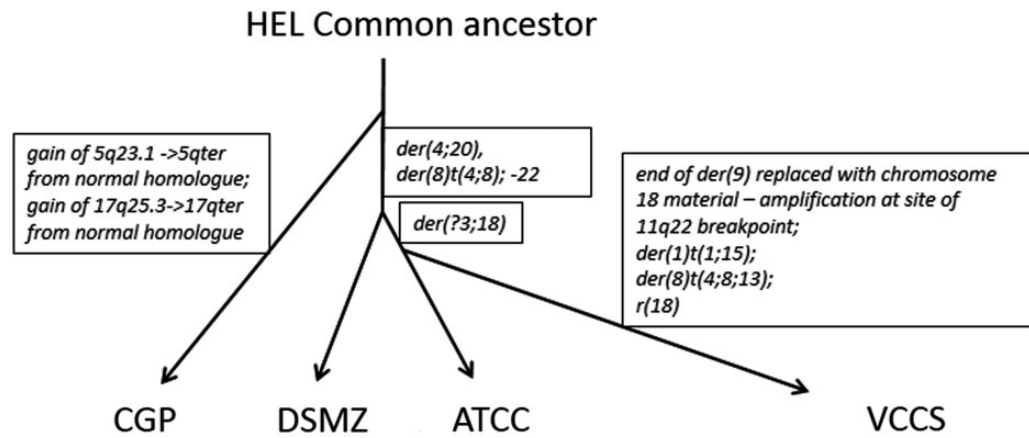 HEL Common ancestor
gain of 5q23.1 ->5qter
from normal homologue;
gain of 17q25.3->17qter
from normal homologue
der(4;20),
der(8)t(4;8); -22
der(?3;18)
end of der(9) replaced with chromosome
18 material – amplification at site of
11q22 breakpoint;
der(1)t(1;15);
der(8)t(4;8;13);
r(18)
CGP
DSMZ
ATCC
VCCS